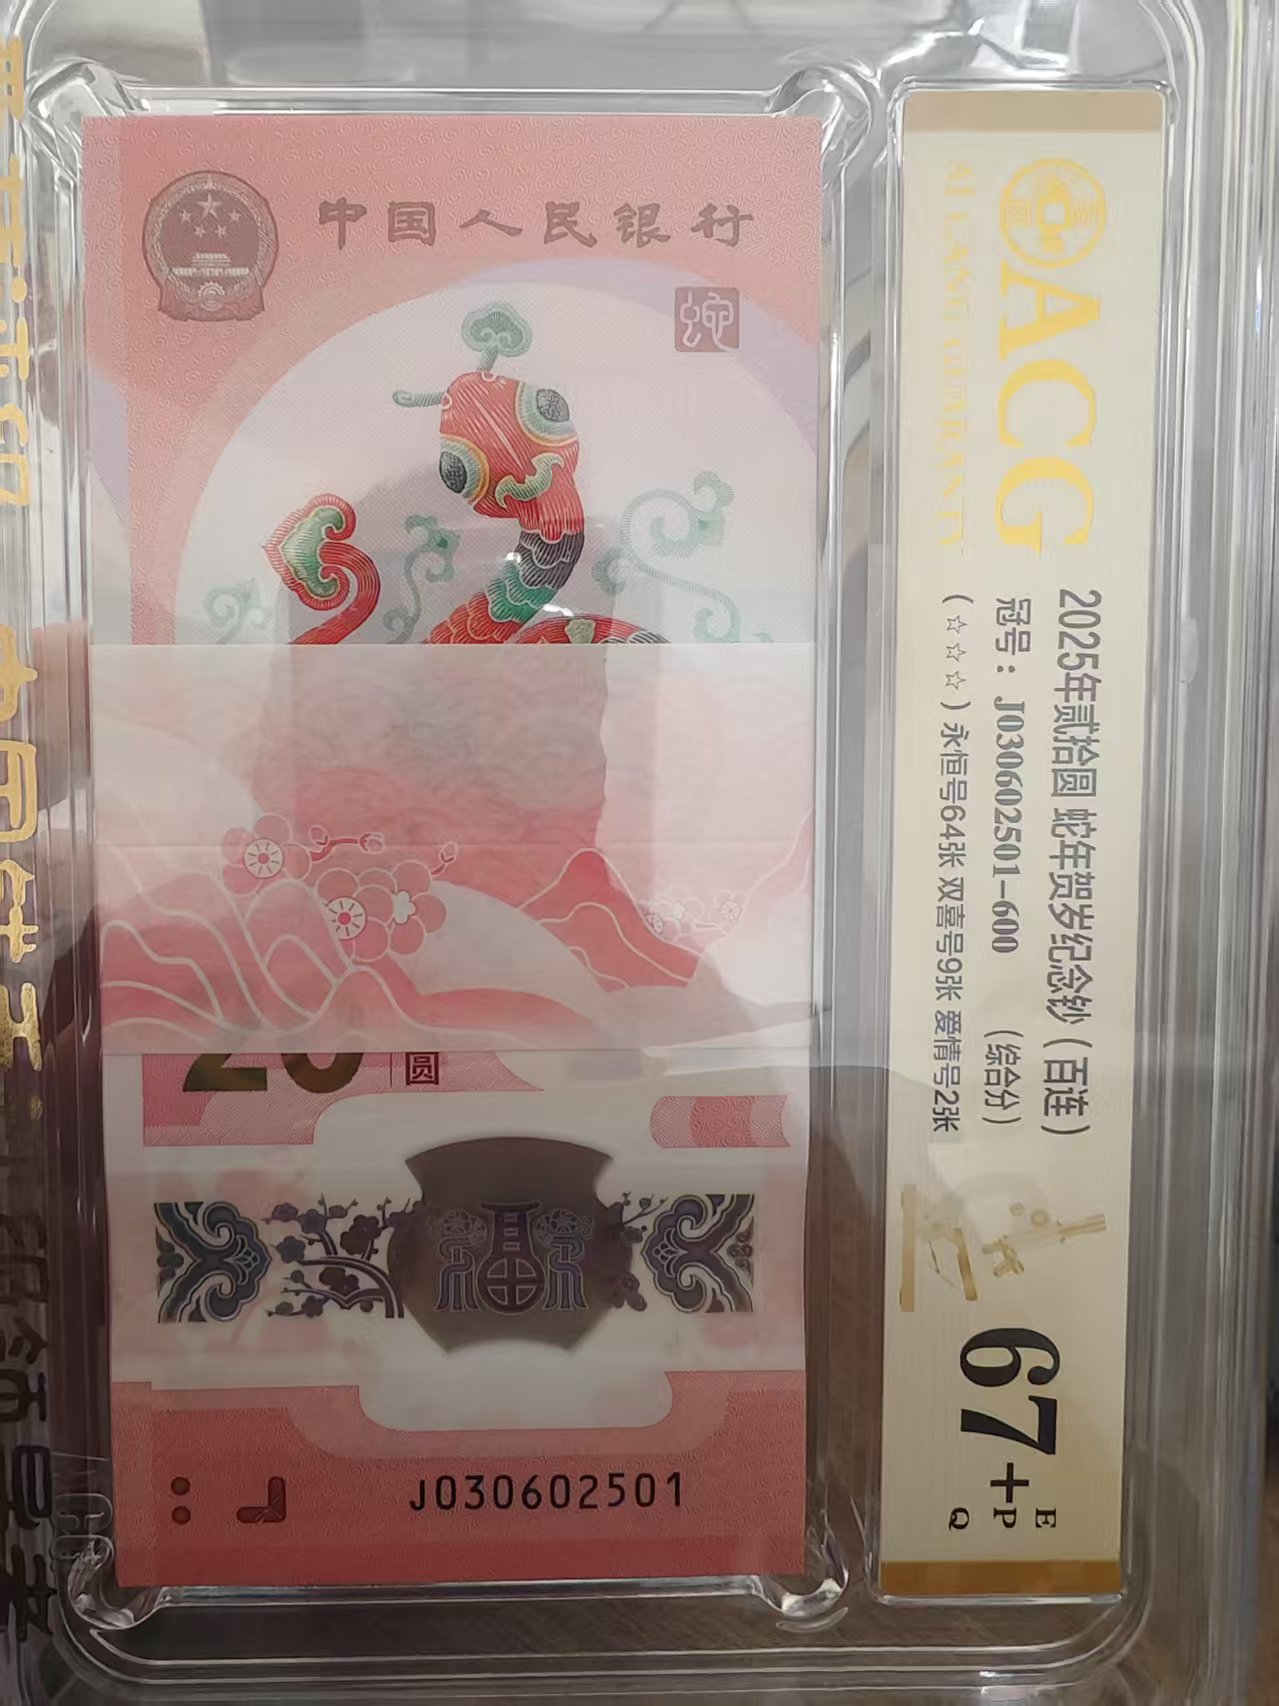 中国人民银行
蛇
20圆
J030602501
ACG
AI CANG GUARANTY
2025年贰拾圆 蛇年贺岁纪念钞（百连）
冠号：J030602501-600 （综合分）
（☆☆☆）永恒号64张 双喜号9张 爱情号2张
67+
E
P
Q